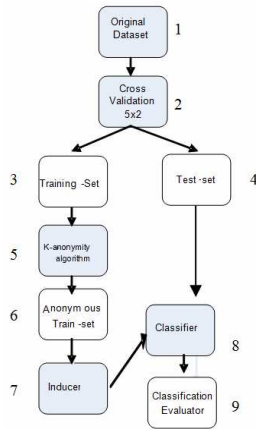 Original
Dataset
1
Cross
Validation
5x2
2
3
Training -Set
Test -set
4
5
K-anonymity
algorithm
6
Anonym ous
Train -set
7
Inducer
Classifier
8
Classification
Evaluator
9